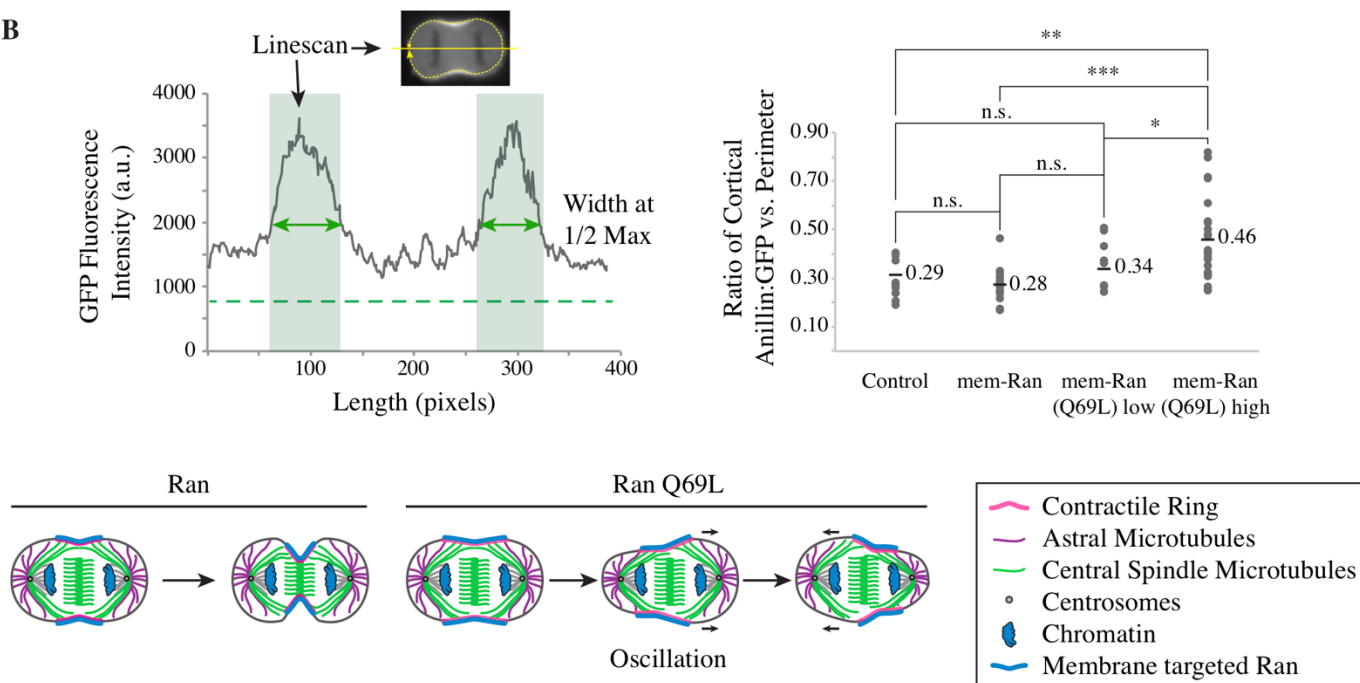 B
Linescan
4000
3000
2000
1000
0
GFP Fluorescence
Intensity (a.u.)
Width at
1/2 Max
100
200
300
400
Length (pixels)
**
***
n.s.
*
n.s.
n.s.
0.90
0.70
0.50
0.30
0.10
Ratio of Cortical
Anillin:GFP vs. Perimeter
0.29
0.28
0.34
0.46
Control
mem-Ran
mem-Ran
(Q69L) low
mem-Ran
(Q69L) high
Ran
Ran Q69L
Oscillation
Contractile Ring
Astral Microtubules
Central Spindle Microtubules
Centrosomes
Chromatin
Membrane targeted Ran